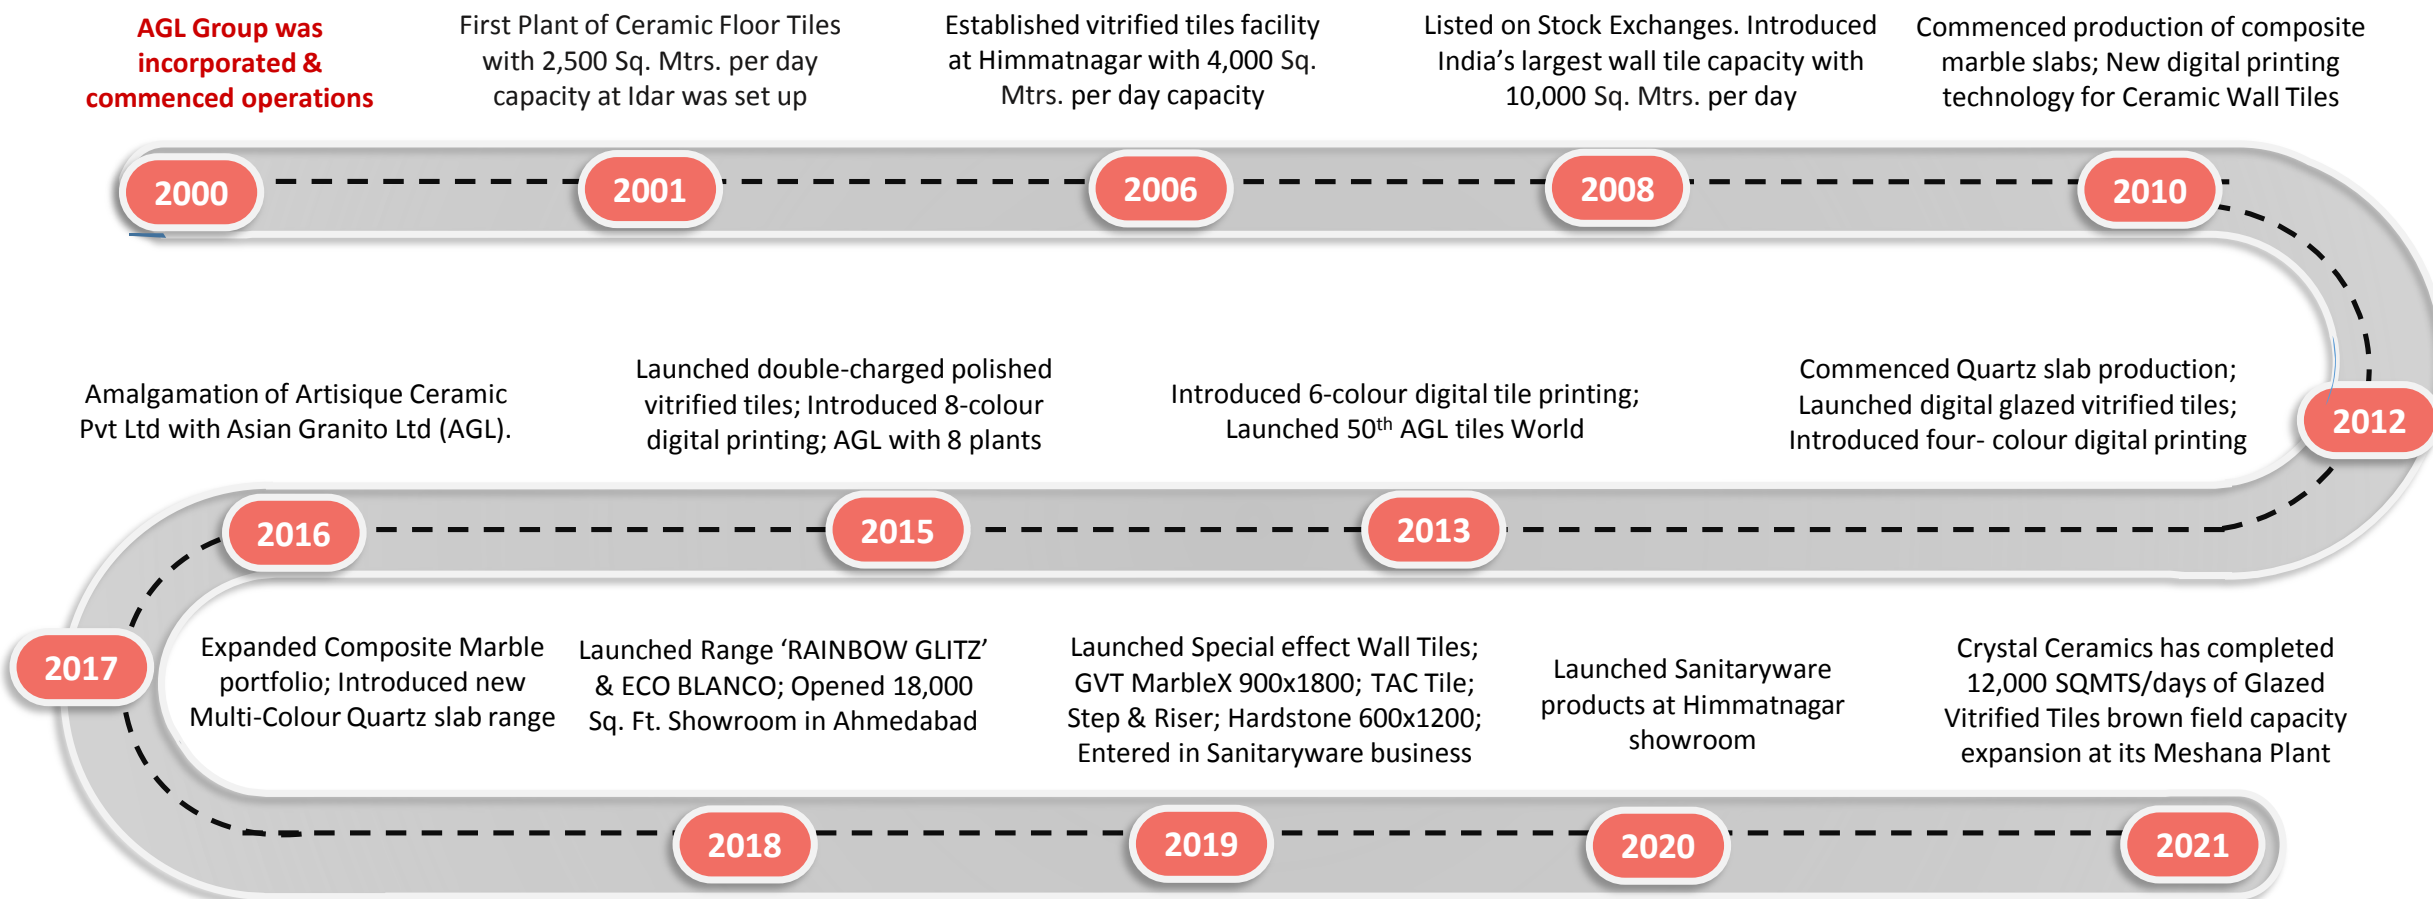 AGL Group was
incorporated &
commenced operations
First Plant of Ceramic Floor Tiles
with 2,500 Sq. Mtrs. per day
capacity at Idar was set up
Established vitrified tiles facility
at Himmatnagar with 4,000 Sq.
Mtrs. per day capacity
Listed on Stock Exchanges. Introduced
India’s largest wall tile capacity with
10,000 Sq. Mtrs. per day
Commenced production of composite
marble slabs; New digital printing
technology for Ceramic Wall Tiles
2000
2001
2006
2008
2010
Amalgamation of Artisique Ceramic
Pvt Ltd with Asian Granito Ltd (AGL).
Launched double-charged polished
vitrified tiles; Introduced 8-colour
digital printing; AGL with 8 plants
Introduced 6-colour digital tile printing;
Launched 50th AGL tiles World
Commenced Quartz slab production;
Launched digital glazed vitrified tiles;
Introduced four- colour digital printing
2012
2016
2015
2013
2017
Expanded Composite Marble
portfolio; Introduced new
Multi-Colour Quartz slab range
Launched Range ‘RAINBOW GLITZ’
& ECO BLANCO; Opened 18,000
Sq. Ft. Showroom in Ahmedabad
Launched Special effect Wall Tiles;
GVT MarbleX 900x1800; TAC Tile;
Step & Riser; Hardstone 600x1200;
Entered in Sanitaryware business
Launched Sanitaryware
products at Himmatnagar
showroom
Crystal Ceramics has completed
12,000 SQMTS/days of Glazed
Vitrified Tiles brown field capacity
expansion at its Meshana Plant
2018
2019
2020
2021